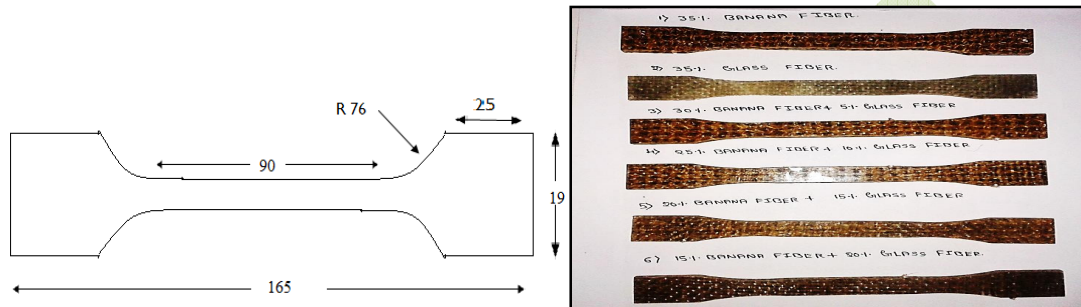 R 76
25
90
19
165
1) 35%. BANANA FIBER.
2) 35%. GLASS FIBER.
3) 30%. BANANA FIBER + 5%. GLASS FIBER
4) 25%. BANANA FIBER + 10%. GLASS FIBER
5) 20%. BANANA FIBER + 15%. GLASS FIBER
6) 15%. BANANA FIBER + 20%. GLASS FIBER.